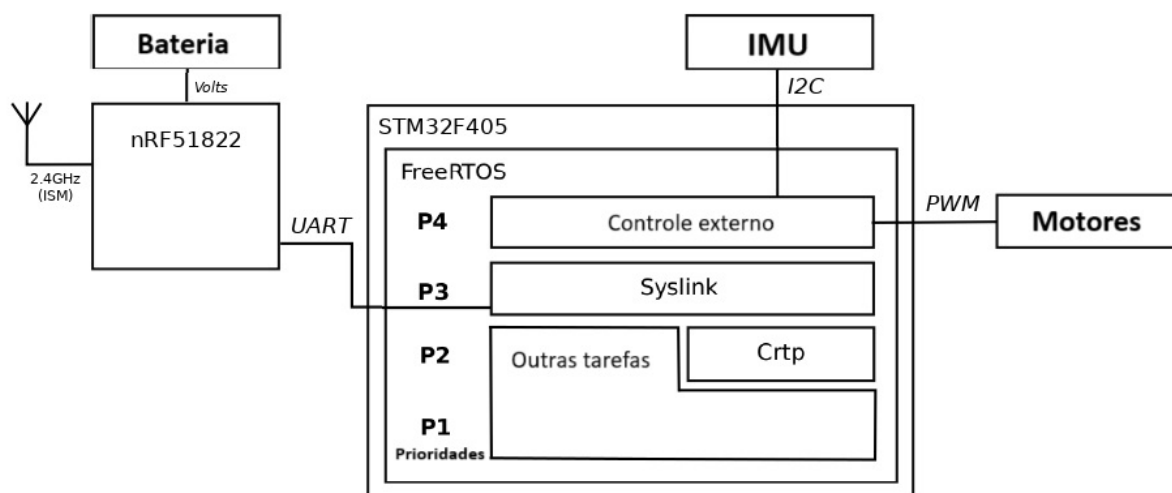 Bateria
IMU
Volts
I2C
nRF51822
STM32F405
2.4GHz
(ISM)
FreeRTOS
UART
P4
Controle externo
PWM
Motores
P3
Syslink
P2
Outras tarefas
Crtp
P1
Prioridades